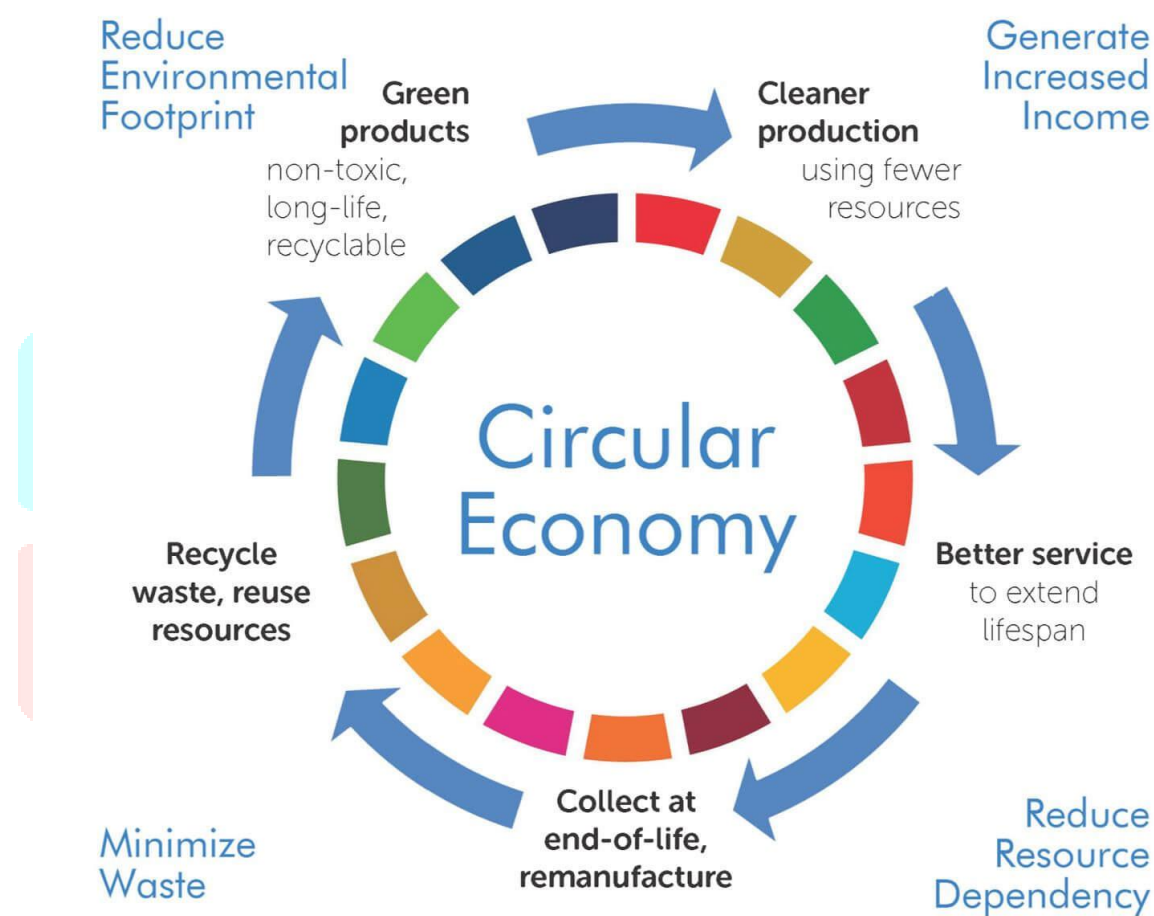 Reduce
Environmental
Footprint
Generate
Increased
Income
Green
products
non-toxic,
long-life,
recyclable
Cleaner
production
using fewer
resources
Circular
Economy
Recycle
waste, reuse
resources
Better service
to extend
lifespan
Collect at
end-of-life,
remanufacture
Minimize
Waste
Reduce
Resource
Dependency